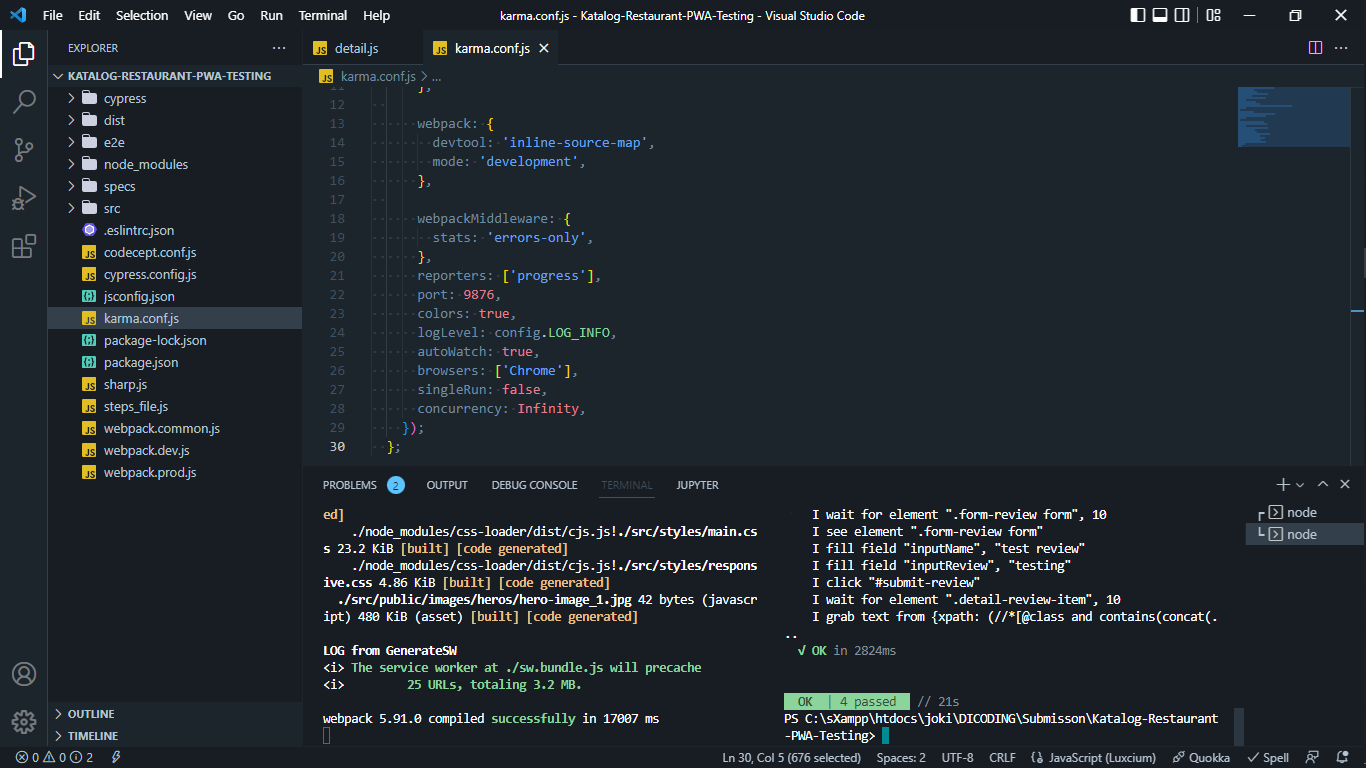 File Edit Selection View Go Run Terminal Help karma.conf.js - Katalog-Restaurant-PWA-Testing - Visual Studio Code
EXPLORER ···
KATALOG-RESTAURANT-PWA-TESTING
cypress
dist
e2e
node_modules
specs
src
.eslintrc.json
JS codecept.conf.js
JS cypress.config.js
jsconfig.json
JS karma.conf.js
package-lock.json
package.json
JS sharp.js
JS steps_file.js
JS webpack.common.js
JS webpack.dev.js
JS webpack.prod.js
OUTLINE
TIMELINE
JS detail.js JS karma.conf.js
JS karma.conf.js > ...
11 ],
12
13 webpack: {
14 devtool: 'inline-source-map',
15 mode: 'development',
16 },
17
18 webpackMiddleware: {
19 stats: 'errors-only',
20 },
21 reporters: ['progress'],
22 port: 9876,
23 colors: true,
24 logLevel: config.LOG_INFO,
25 autoWatch: true,
26 browsers: ['Chrome'],
27 singleRun: false,
28 concurrency: Infinity,
29 });
30 };
PROBLEMS 2 OUTPUT DEBUG CONSOLE TERMINAL JUPYTER
ed]
./node_modules/css-loader/dist/cjs.js!./src/styles/main.cs
s 23.2 KiB [built] [code generated]
./node_modules/css-loader/dist/cjs.js!./src/styles/respon
sive.css 4.86 KiB [built] [code generated]
./src/public/images/heros/hero-image_1.jpg 42 bytes (javascr
ipt) 480 KiB (asset) [built] [code generated]
LOG from GenerateSW
<i> The service worker at ./sw.bundle.js will precache
<i> 25 URLs, totaling 3.2 MB.
webpack 5.91.0 compiled successfully in 17007 ms
I wait for element ".form-review form", 10
I see element ".form-review form"
I fill field "inputName", "test review"
I fill field "inputReview", "testing"
I click "#submit-review"
I wait for element ".detail-review-item", 10
I grab text from {xpath: (//*[@class and contains(concat(.
..
√ OK in 2824ms
OK | 4 passed // 21s
PS C:\sXampp\htdocs\joki\DICODING\Submisson\Katalog-Restaurant
-PWA-Testing>
node
node
0 0 2 Ln 30, Col 5 (676 selected) Spaces: 2 UTF-8 CRLF JavaScript (Luxcium) Quokka Spell